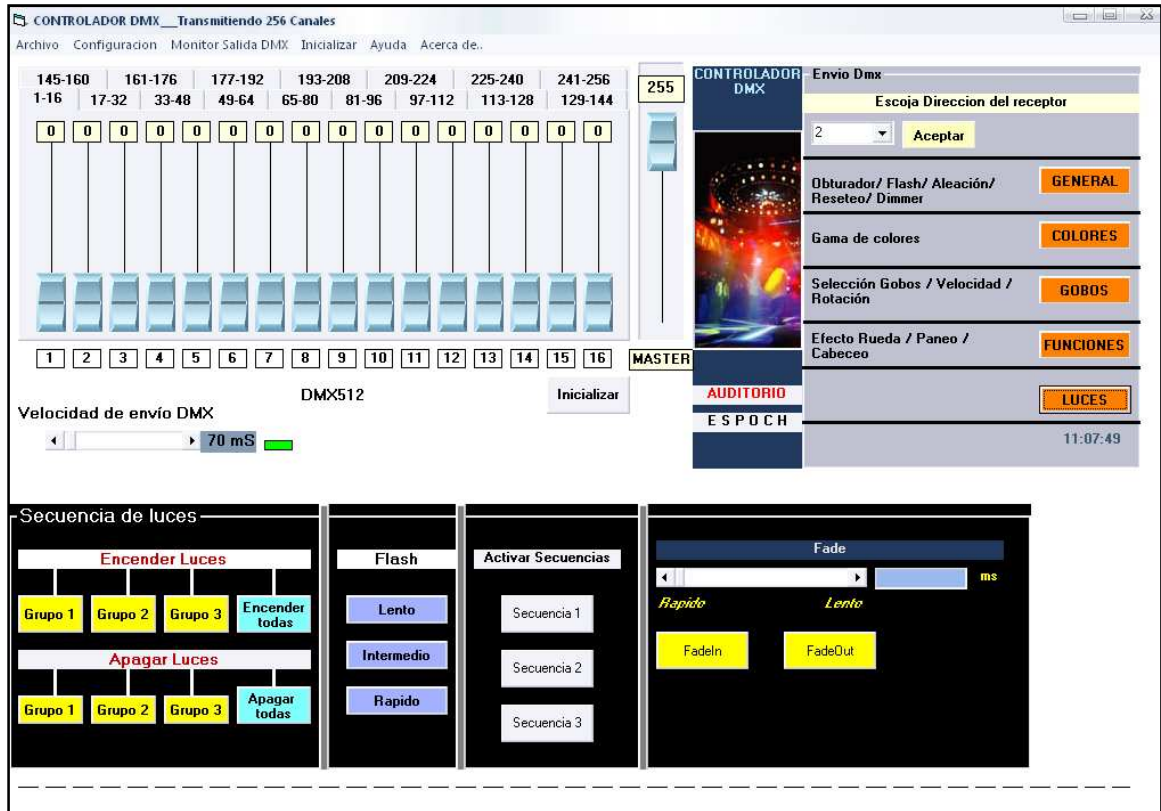 CONTROLADOR DMX__Transmitiendo 256 Canales
Archivo Configuracion Monitor Salida DMX Inicializar Ayuda Acerca de..
145-160 161-176 177-192 193-208 209-224 225-240 241-256
1-16 17-32 33-48 49-64 65-80 81-96 97-112 113-128 129-144
0 0 0 0 0 0 0 0 0 0 0 0 0 0 0 0
1 2 3 4 5 6 7 8 9 10 11 12 13 14 15 16
255
MASTER
DMX512
Inicializar
Velocidad de envío DMX
70 mS
CONTROLADOR
DMX
AUDITORIO
E S P O C H
Envio Dmx
Escoja Direccion del receptor
2
Aceptar
Obturador/ Flash/ Aleación/
Reseteo/ Dimmer
GENERAL
Gama de colores
COLORES
Selección Gobos / Velocidad /
Rotación
GOBOS
Efecto Rueda / Paneo /
Cabeceo
FUNCIONES
LUCES
11:07:49
Secuencia de luces
Encender Luces
Grupo 1 Grupo 2 Grupo 3 Encender
todas
Apagar Luces
Grupo 1 Grupo 2 Grupo 3 Apagar
todas
Flash
Lento
Intermedio
Rapido
Activar Secuencias
Secuencia 1
Secuencia 2
Secuencia 3
Fade
ms
Rapido Lento
FadeIn FadeOut